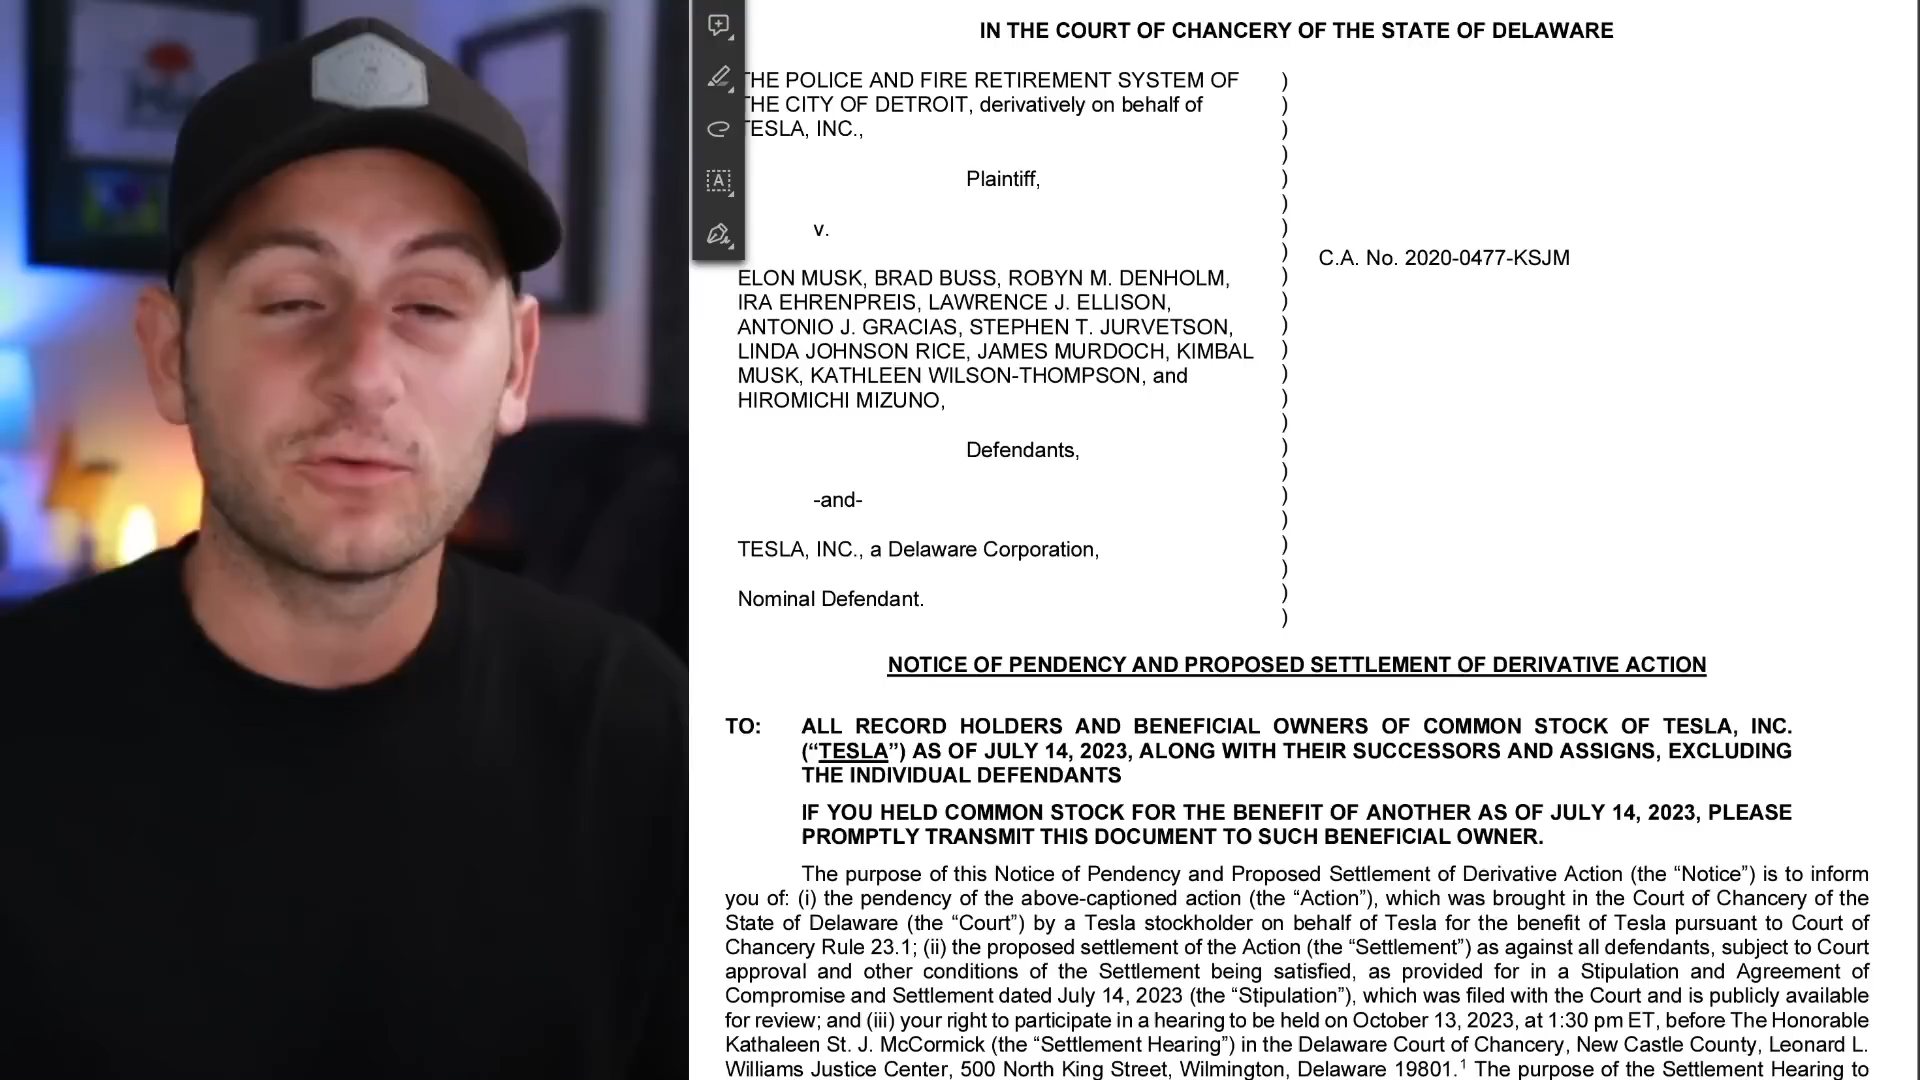 IN THE COURT OF CHANCERY OF THE STATE OF DELAWARE
THE POLICE AND FIRE RETIREMENT SYSTEM OF
THE CITY OF DETROIT, derivatively on behalf of
TESLA, INC.,
Plaintiff,
v.
C.A. No. 2020-0477-KSJM
ELON MUSK, BRAD BUSS, ROBYN M. DENHOLM,
IRA EHRENPREIS, LAWRENCE J. ELLISON,
ANTONIO J. GRACIAS, STEPHEN T. JURVETSON,
LINDA JOHNSON RICE, JAMES MURDOCH, KIMBAL
MUSK, KATHLEEN WILSON-THOMPSON, and
HIROMICHI MIZUNO,
Defendants,
-and-
TESLA, INC., a Delaware Corporation,
Nominal Defendant.
NOTICE OF PENDENCY AND PROPOSED SETTLEMENT OF DERIVATIVE ACTION
TO: ALL RECORD HOLDERS AND BENEFICIAL OWNERS OF COMMON STOCK OF TESLA, INC.
(“TESLA”) AS OF JULY 14, 2023, ALONG WITH THEIR SUCCESSORS AND ASSIGNS, EXCLUDING
THE INDIVIDUAL DEFENDANTS
IF YOU HELD COMMON STOCK FOR THE BENEFIT OF ANOTHER AS OF JULY 14, 2023, PLEASE
PROMPTLY TRANSMIT THIS DOCUMENT TO SUCH BENEFICIAL OWNER.
The purpose of this Notice of Pendency and Proposed Settlement of Derivative Action (the “Notice”) is to inform
you of: (i) the pendency of the above-captioned action (the “Action”), which was brought in the Court of Chancery of the
State of Delaware (the “Court”) by a Tesla stockholder on behalf of Tesla for the benefit of Tesla pursuant to Court of
Chancery Rule 23.1; (ii) the proposed settlement of the Action (the “Settlement”) as against all defendants, subject to Court
approval and other conditions of the Settlement being satisfied, as provided for in a Stipulation and Agreement of
Compromise and Settlement dated July 14, 2023 (the “Stipulation”), which was filed with the Court and is publicly available
for review; and (iii) your right to participate in a hearing to be held on October 13, 2023, at 1:30 pm ET, before The Honorable
Kathaleen St. J. McCormick (the “Settlement Hearing”) in the Delaware Court of Chancery, New Castle County, Leonard L.
Williams Justice Center, 500 North King Street, Wilmington, Delaware 19801.¹ The purpose of the Settlement Hearing to